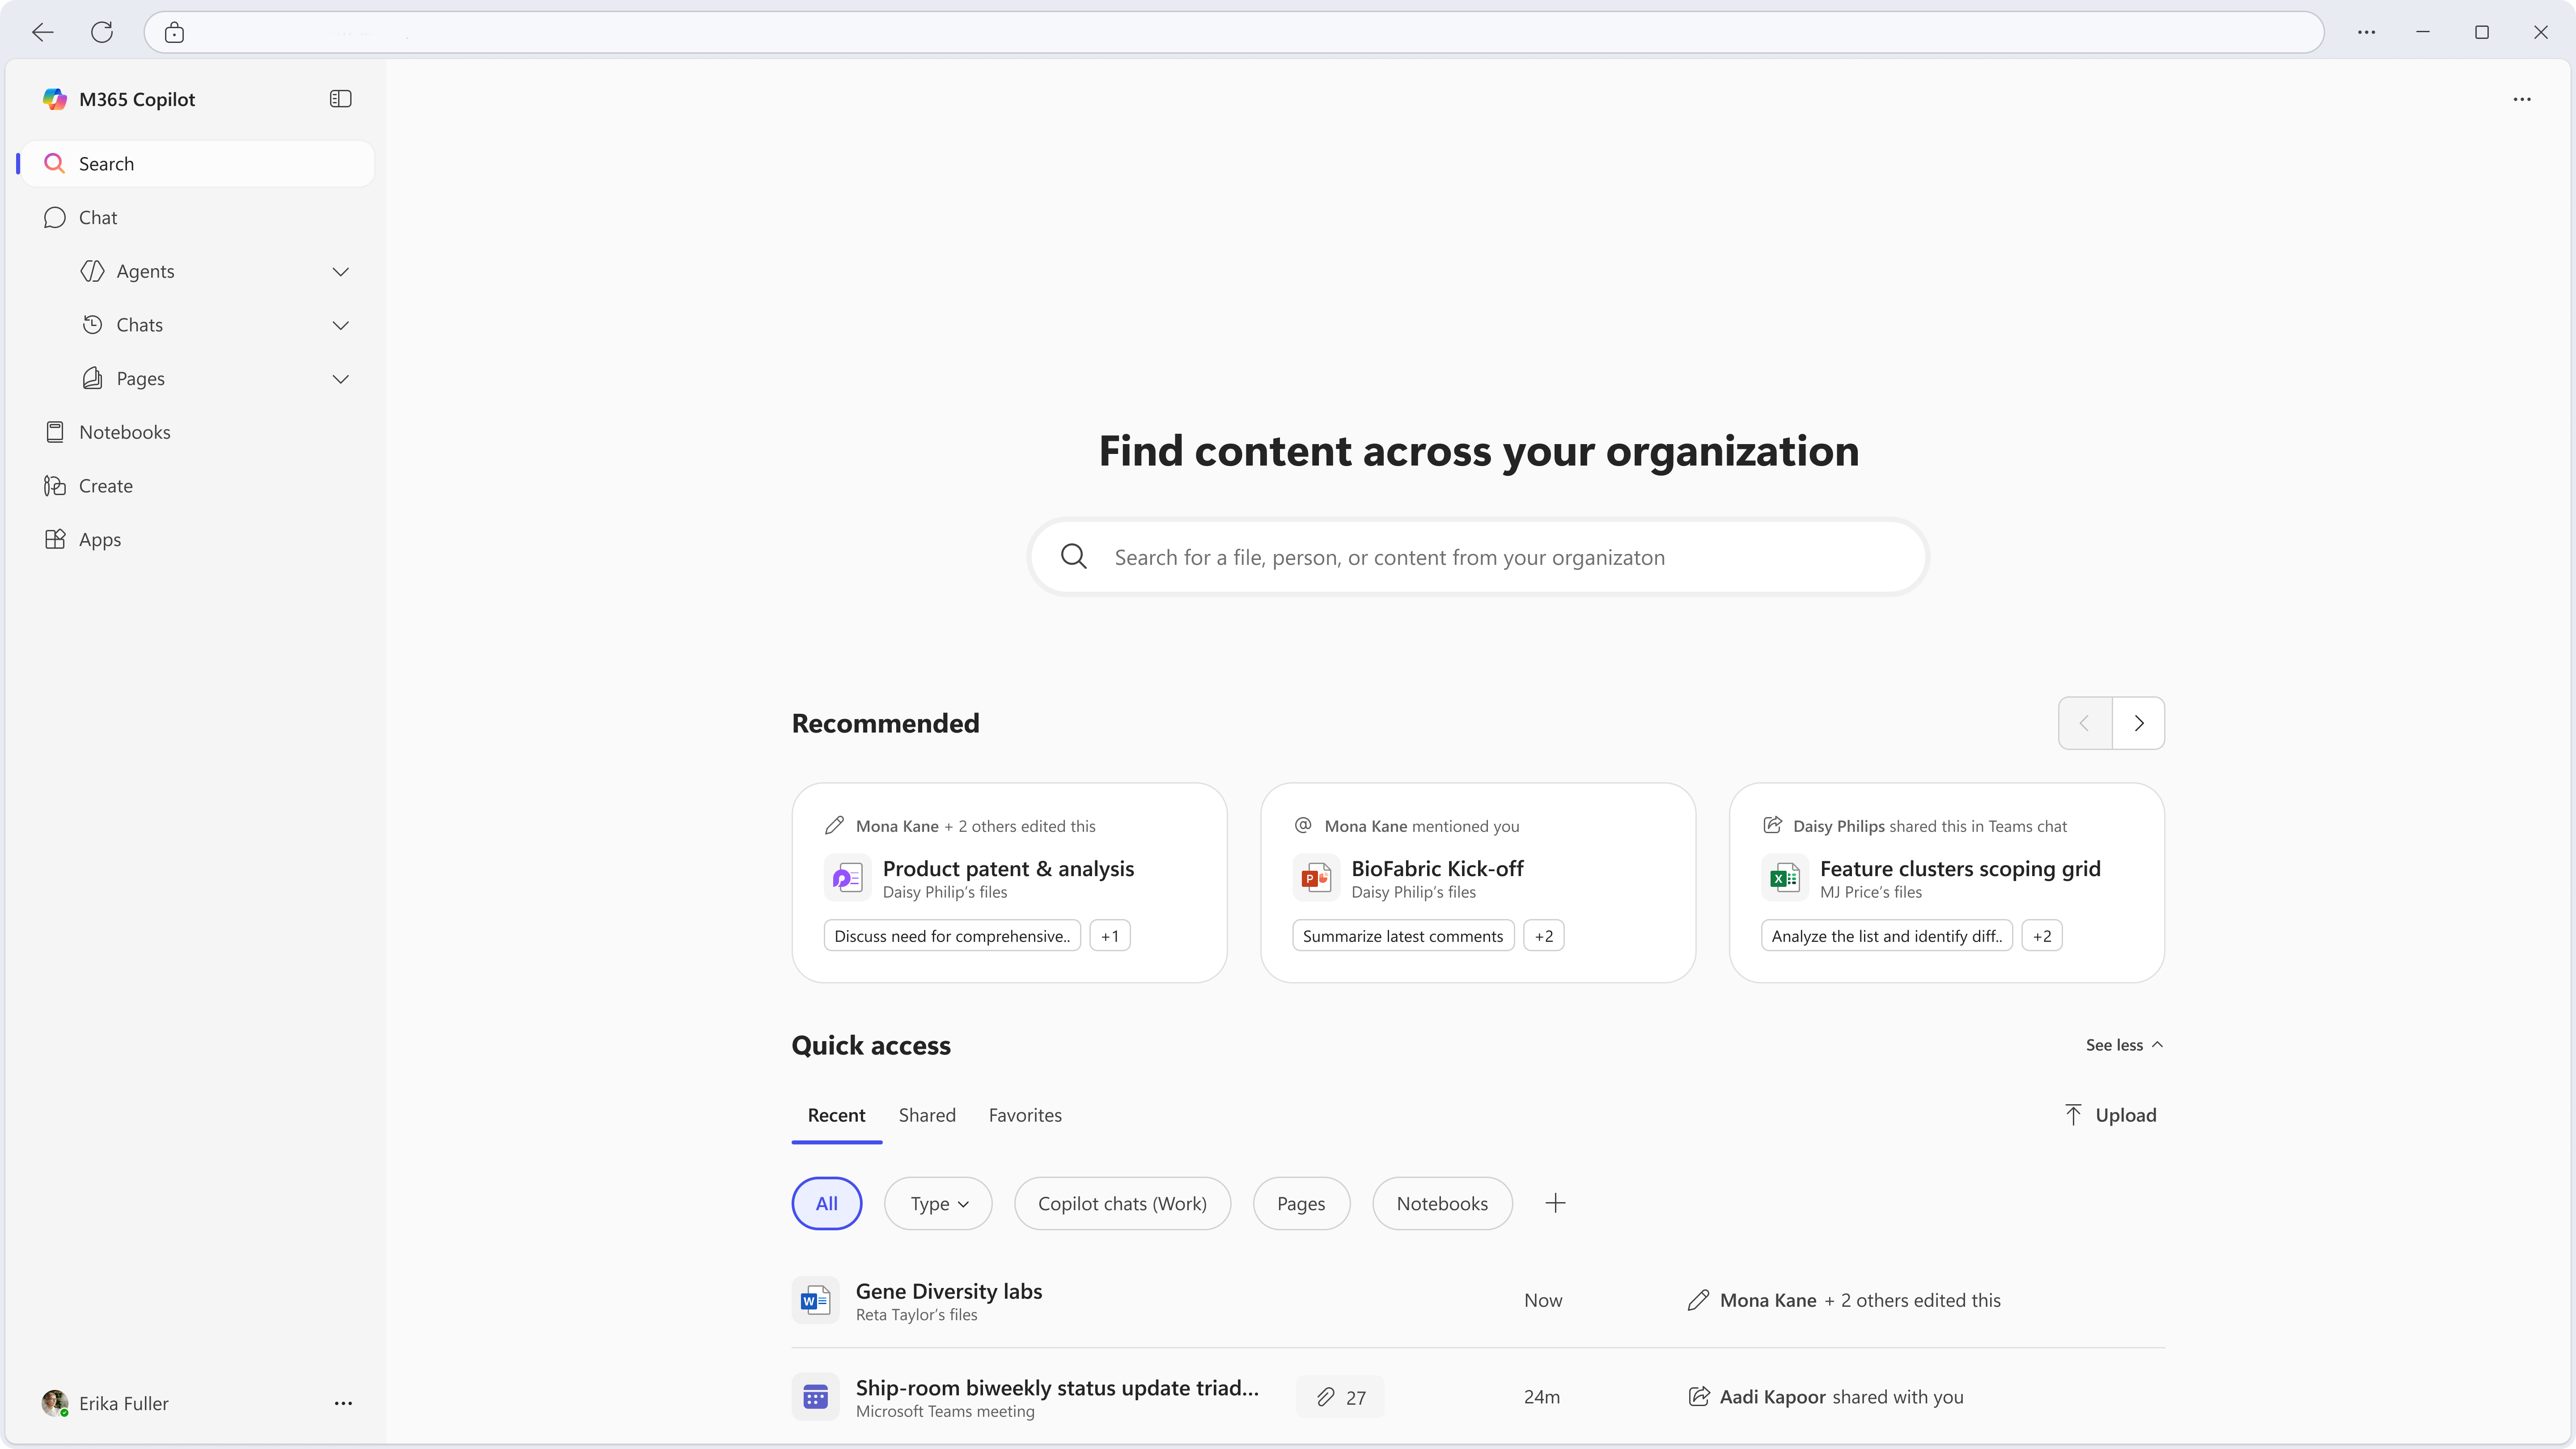 M365 Copilot
Search
Chat
Agents
Chats
Pages
Notebooks
Create
Apps
Erika Fuller
Find content across your organization
Search for a file, person, or content from your organizaton
Recommended
Mona Kane + 2 others edited this
Product patent & analysis
Daisy Philip's files
Discuss need for comprehensive.. +1
@ Mona Kane mentioned you
BioFabric Kick-off
Daisy Philip's files
Summarize latest comments +2
Daisy Philips shared this in Teams chat
Feature clusters scoping grid
MJ Price's files
Analyze the list and identify diff.. +2
Quick access
See less
Recent Shared Favorites
Upload
All Type Copilot chats (Work) Pages Notebooks
Gene Diversity labs
Reta Taylor's files
Now
Mona Kane + 2 others edited this
Ship-room biweekly status update triad...
Microsoft Teams meeting
27
24m
Aadi Kapoor shared with you